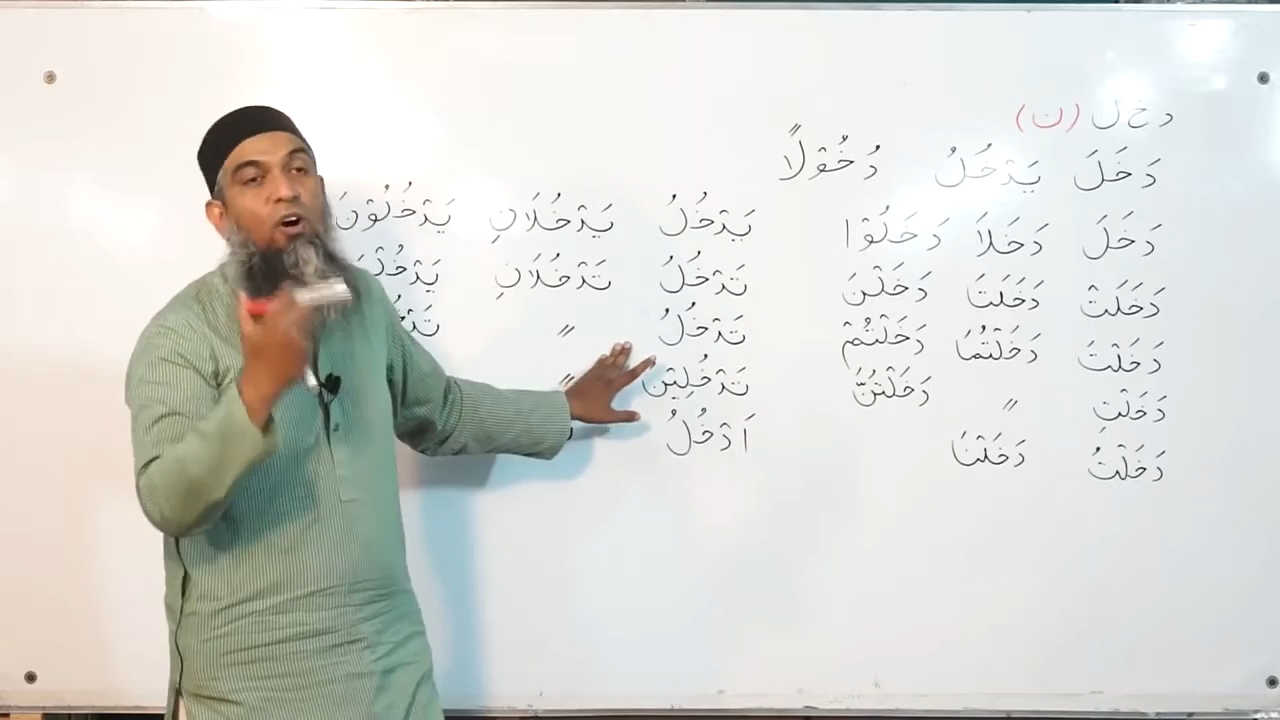 د خ ل (ن)
دَخَلَ يَدْخُلُ دُخُوْلًا
دَخَلَ دَخَلَا دَخَلُوْا
دَخَلَتْ دَخَلَتَا دَخَلْنَ
دَخَلْتَ دَخَلْتُمَا دَخَلْتُمْ
دَخَلْتِ 〃 دَخَلْتُنَّ
دَخَلْتُ دَخَلْنَا
يَدْخُلُ يَدْخُلَانِ يَدْخُلُوْنَ
تَدْخُلُ تَدْخُلَانِ
تَدْخُلُ 〃
تَدْخُلِيْنَ 〃
اَدْخُلُ